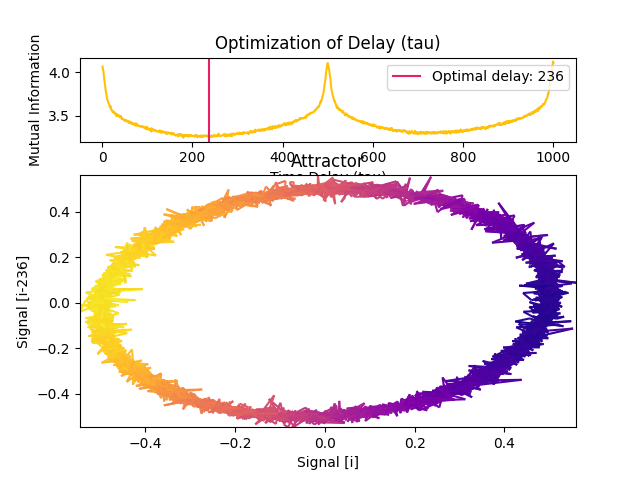 Optimization of Delay (tau)
Mutual Information
4.0
3.5
Optimal delay: 236
0 200 400 600 800 1000
Time Delay (tau)
Attractor
Signal [i-236]
0.4
0.2
0.0
−0.2
−0.4
−0.4 −0.2 0.0 0.2 0.4
Signal [i]